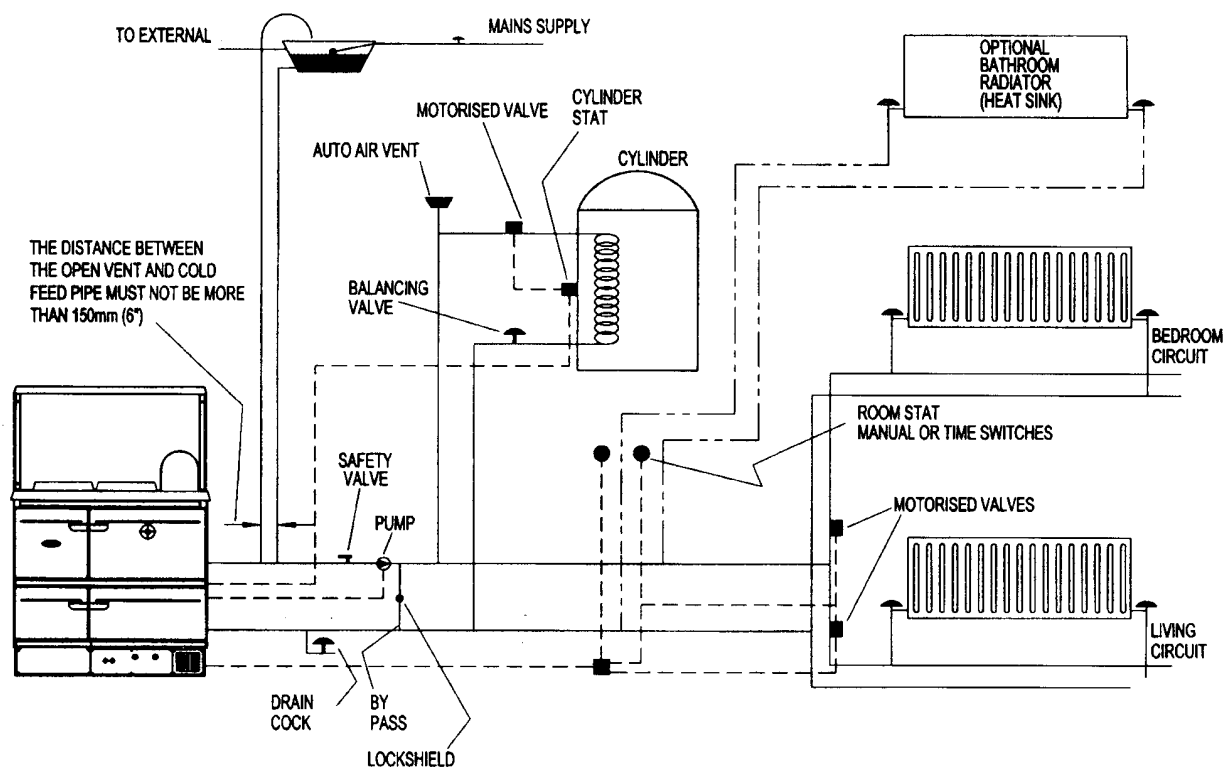 TO EXTERNAL
MAINS SUPPLY
OPTIONAL
BATHROOM
RADIATOR
(HEAT SINK)
MOTORISED VALVE
CYLINDER
STAT
AUTO AIR VENT
CYLINDER
THE DISTANCE BETWEEN
THE OPEN VENT AND COLD
FEED PIPE MUST NOT BE MORE
THAN 150mm (6")
BALANCING
VALVE
BEDROOM
CIRCUIT
ROOM STAT
MANUAL OR TIME SWITCHES
SAFETY
VALVE
PUMP
MOTORISED VALVES
LIVING
CIRCUIT
DRAIN
COCK
BY
PASS
LOCKSHIELD